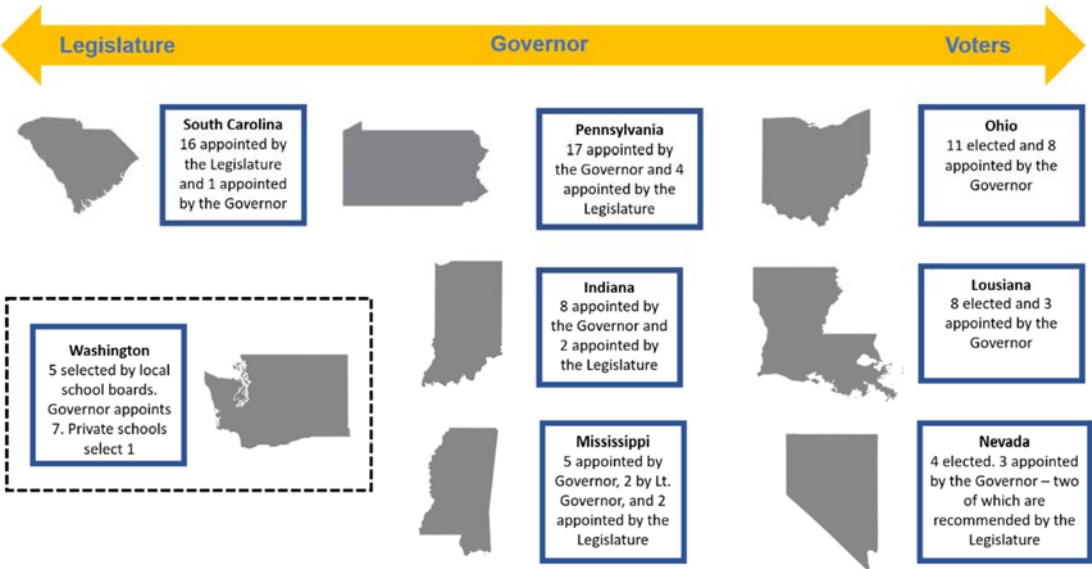 Legislature
Governor
Voters
South Carolina
16 appointed by
the Legislature
and 1 appointed
by the Governor
Pennsylvania
17 appointed by
the Governor and 4
appointed by the
Legislature
Ohio
11 elected and 8
appointed by the
Governor
Indiana
8 appointed by
the Governor and
2 appointed by
the Legislature
Lousiana
8 elected and 3
appointed by the
Governor
Washington
5 selected by local
school boards.
Governor appoints
7. Private schools
select 1
Mississippi
5 appointed by
Governor, 2 by Lt.
Governor, and 2
appointed by the
Legislature
Nevada
4 elected. 3 appointed
by the Governor – two
of which are
recommended by the
Legislature